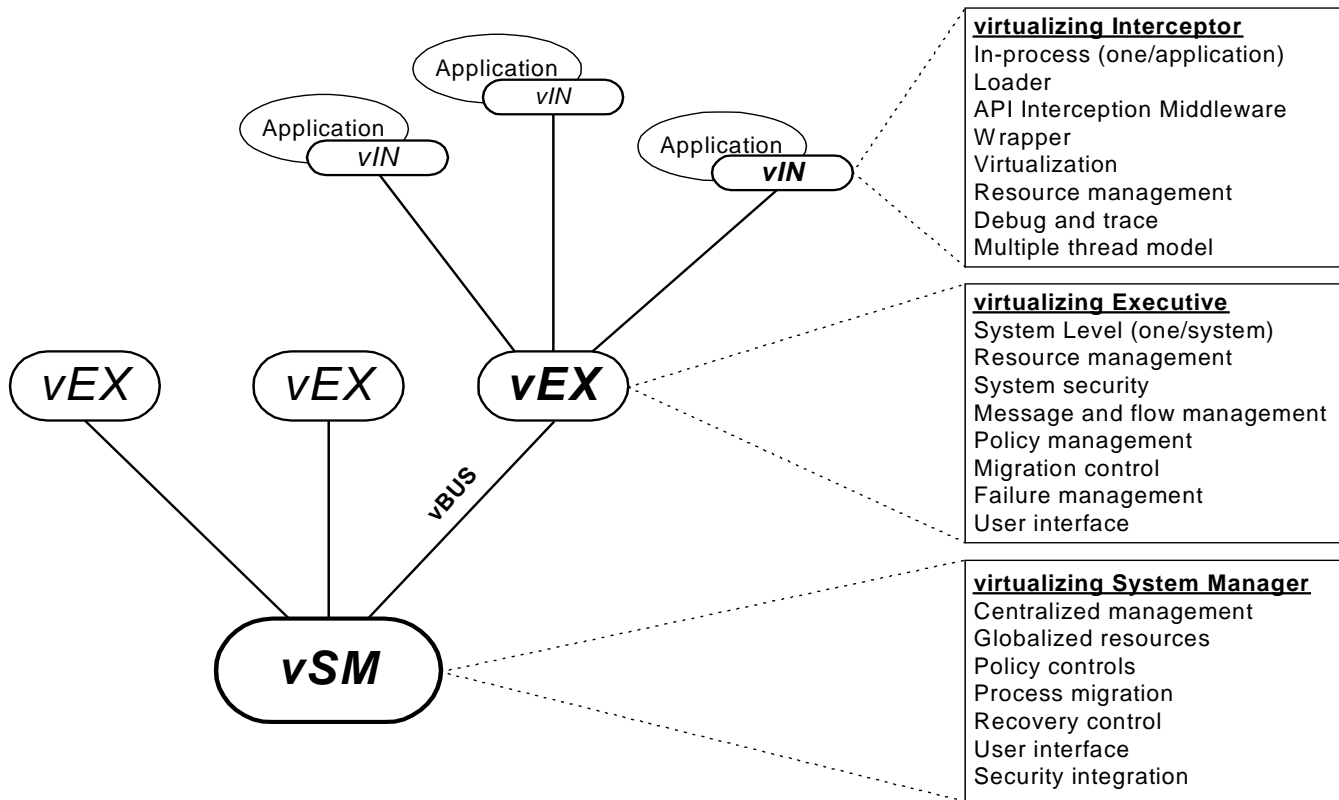 Application
vIN
Application
vIN
Application
vIN
vEX
vEX
vEX
vBUS
vSM
virtualizing Interceptor
In-process (one/application)
Loader
API Interception Middleware
Wrapper
Virtualization
Resource management
Debug and trace
Multiple thread model
virtualizing Executive
System Level (one/system)
Resource management
System security
Message and flow management
Policy management
Migration control
Failure management
User interface
virtualizing System Manager
Centralized management
Globalized resources
Policy controls
Process migration
Recovery control
User interface
Security integration